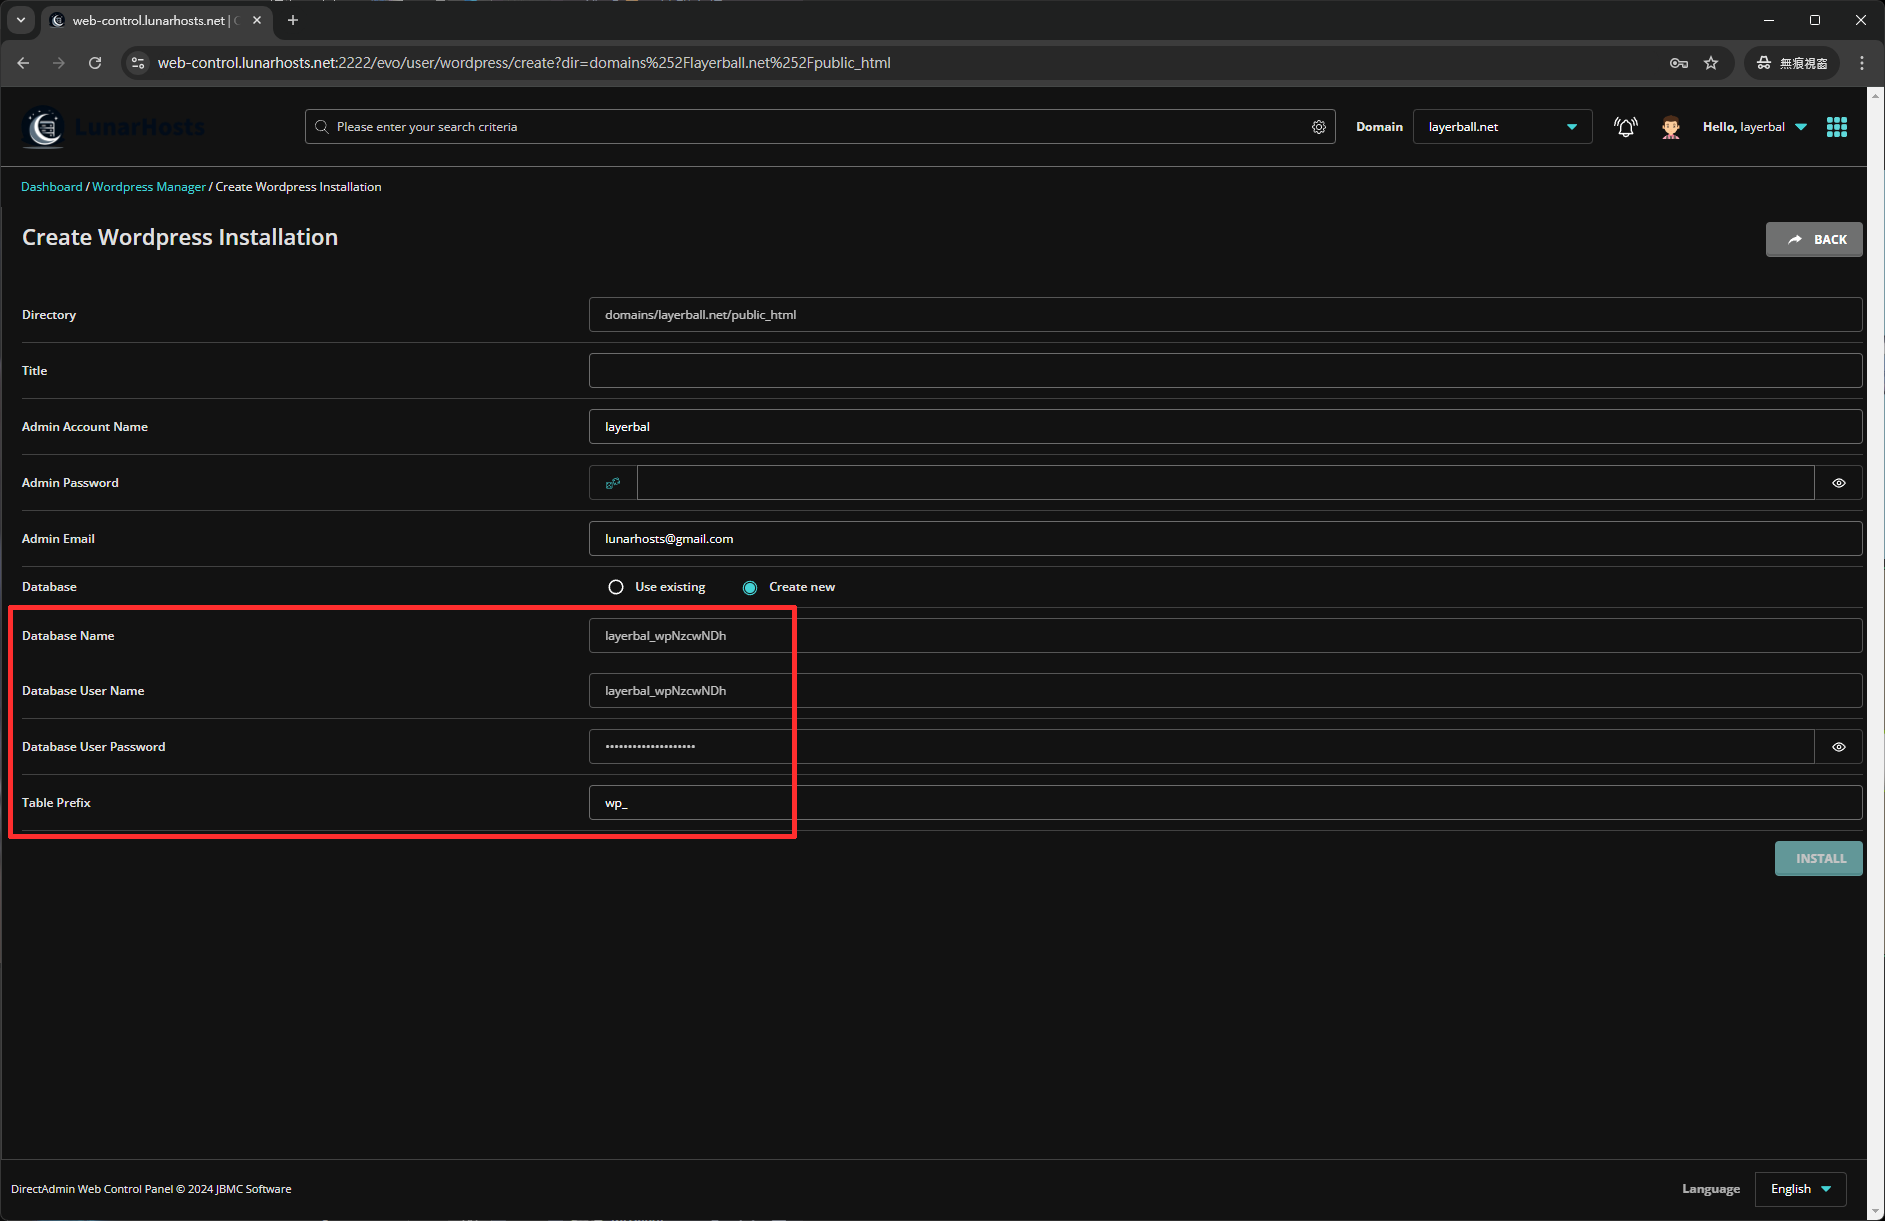 web-control.lunarhosts.net |
web-control.lunarhosts.net:2222/evo/user/wordpress/create?dir=domains%252Flayerball.net%252Fpublic_html
無痕視窗
LunarHosts
Please enter your search criteria
Domain
layerball.net
Hello, layerbal
Dashboard / Wordpress Manager / Create Wordpress Installation
Create Wordpress Installation
BACK
Directory
domains/layerball.net/public_html
Title
Admin Account Name
layerbal
Admin Password
Admin Email
lunarhosts@gmail.com
Database
Use existing
Create new
Database Name
layerbal_wpNzcwNDh
Database User Name
layerbal_wpNzcwNDh
Database User Password
••••••••••••••••••••
Table Prefix
wp_
INSTALL
DirectAdmin Web Control Panel © 2024 JBMC Software
Language
English